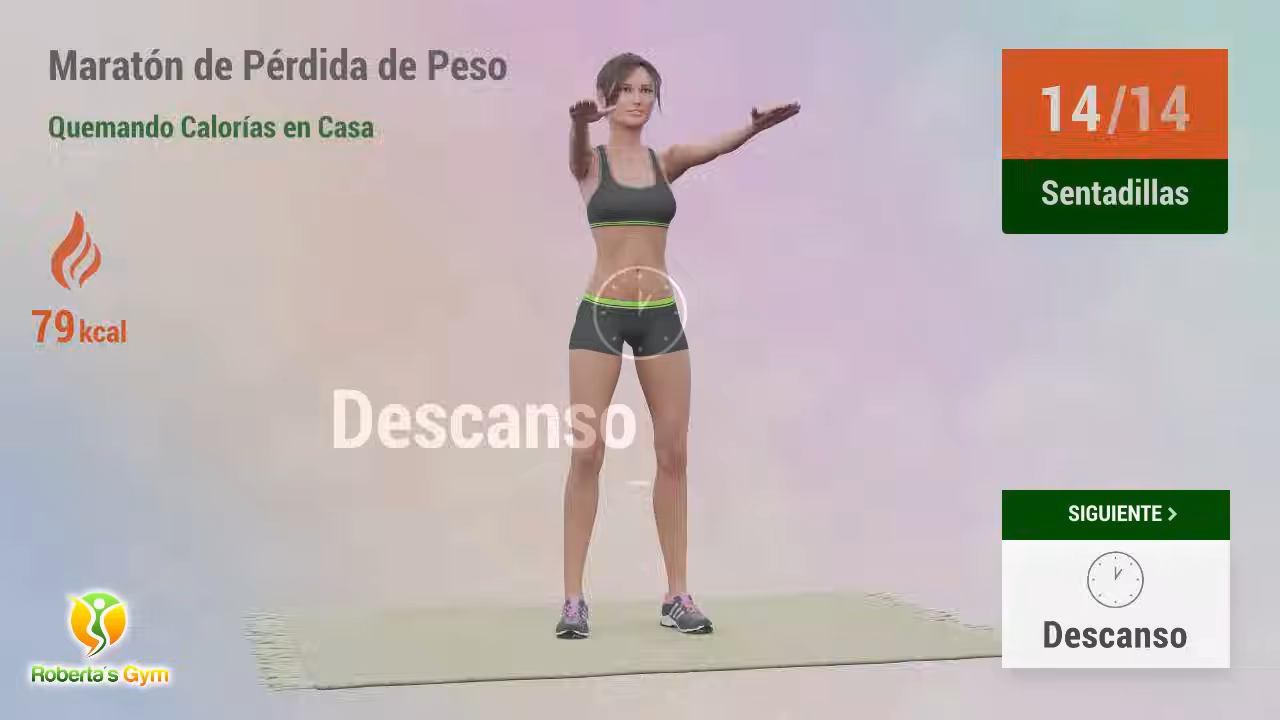 Maratón de Pérdida de Peso
Quemando Calorías en Casa
14/14
Sentadillas
79 kcal
Descanso
SIGUIENTE >
Descanso
Roberta´s Gym